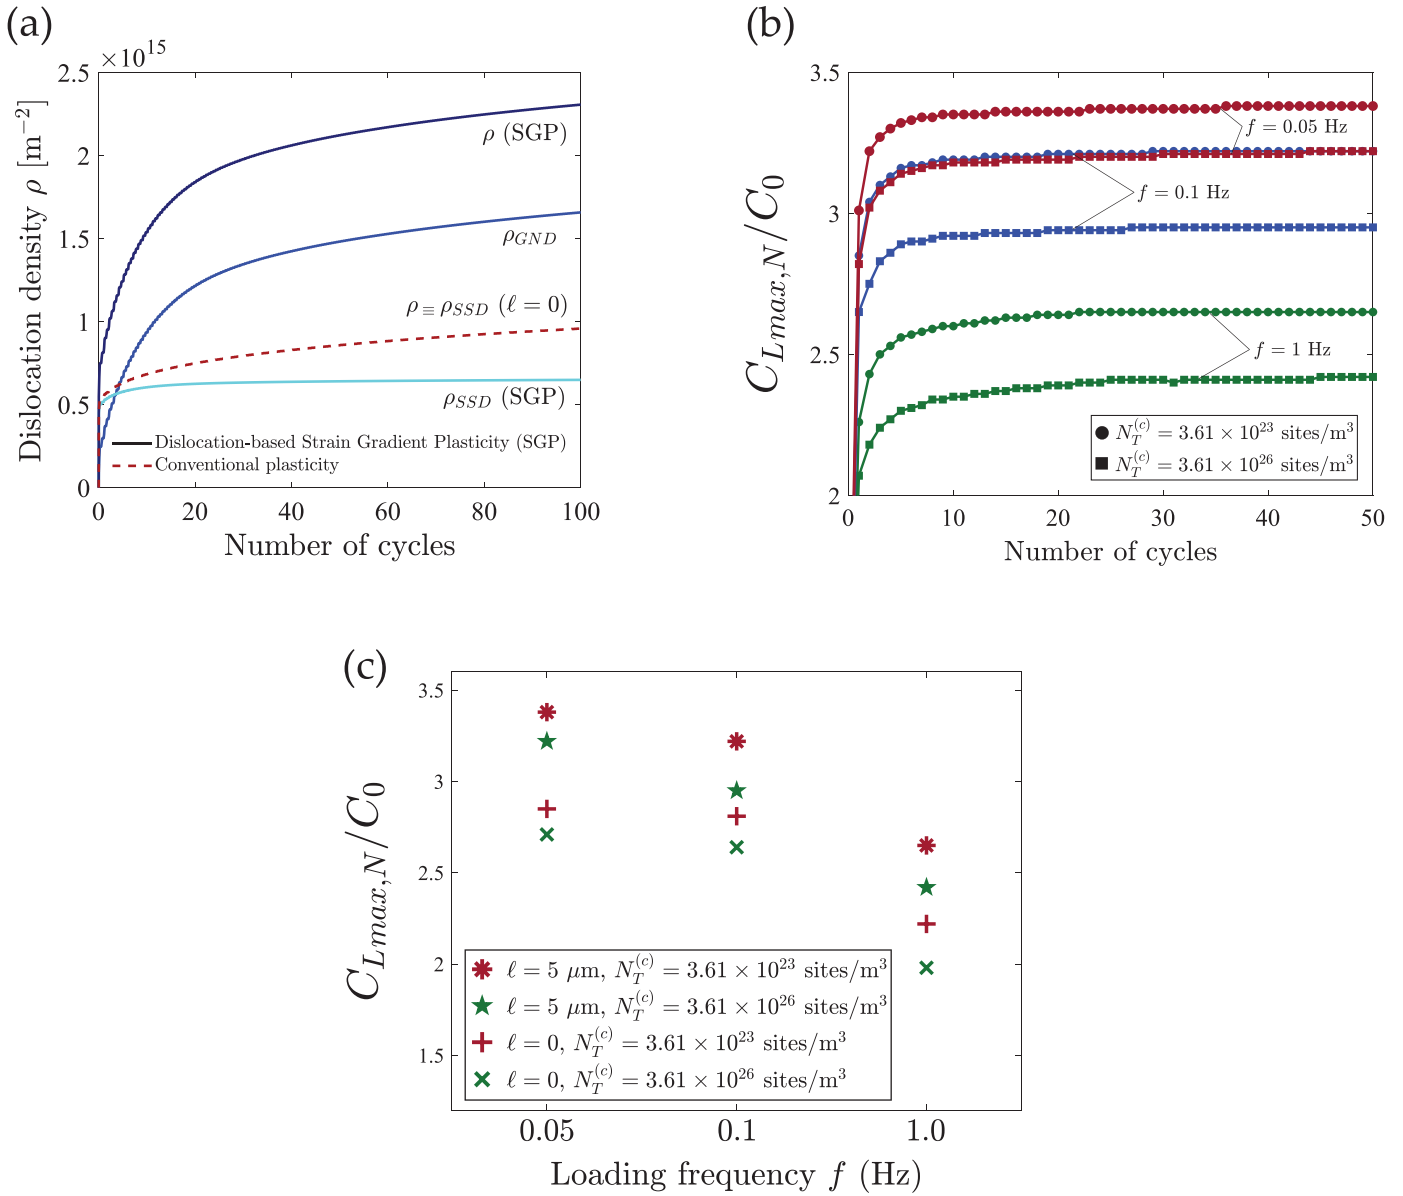 (a)
×10^15
2.5
2
1.5
1
0.5
0
0
20
40
60
80
100
Dislocation density ρ [m^−2]
Number of cycles
ρ (SGP)
ρ_GND
ρ ≡ ρ_SSD (ℓ = 0)
ρ_SSD (SGP)
Dislocation-based Strain Gradient Plasticity (SGP)
Conventional plasticity
(b)
3.5
3
2.5
2
0
10
20
30
40
50
C_Lmax,N/C_0
Number of cycles
f = 0.05 Hz
f = 0.1 Hz
f = 1 Hz
N_T^(c) = 3.61 × 10^23 sites/m^3
N_T^(c) = 3.61 × 10^26 sites/m^3
(c)
3.5
3
2.5
2
1.5
0.05
0.1
1.0
C_Lmax,N/C_0
Loading frequency f (Hz)
ℓ = 5 μm, N_T^(c) = 3.61 × 10^23 sites/m^3
ℓ = 5 μm, N_T^(c) = 3.61 × 10^26 sites/m^3
ℓ = 0, N_T^(c) = 3.61 × 10^23 sites/m^3
ℓ = 0, N_T^(c) = 3.61 × 10^26 sites/m^3